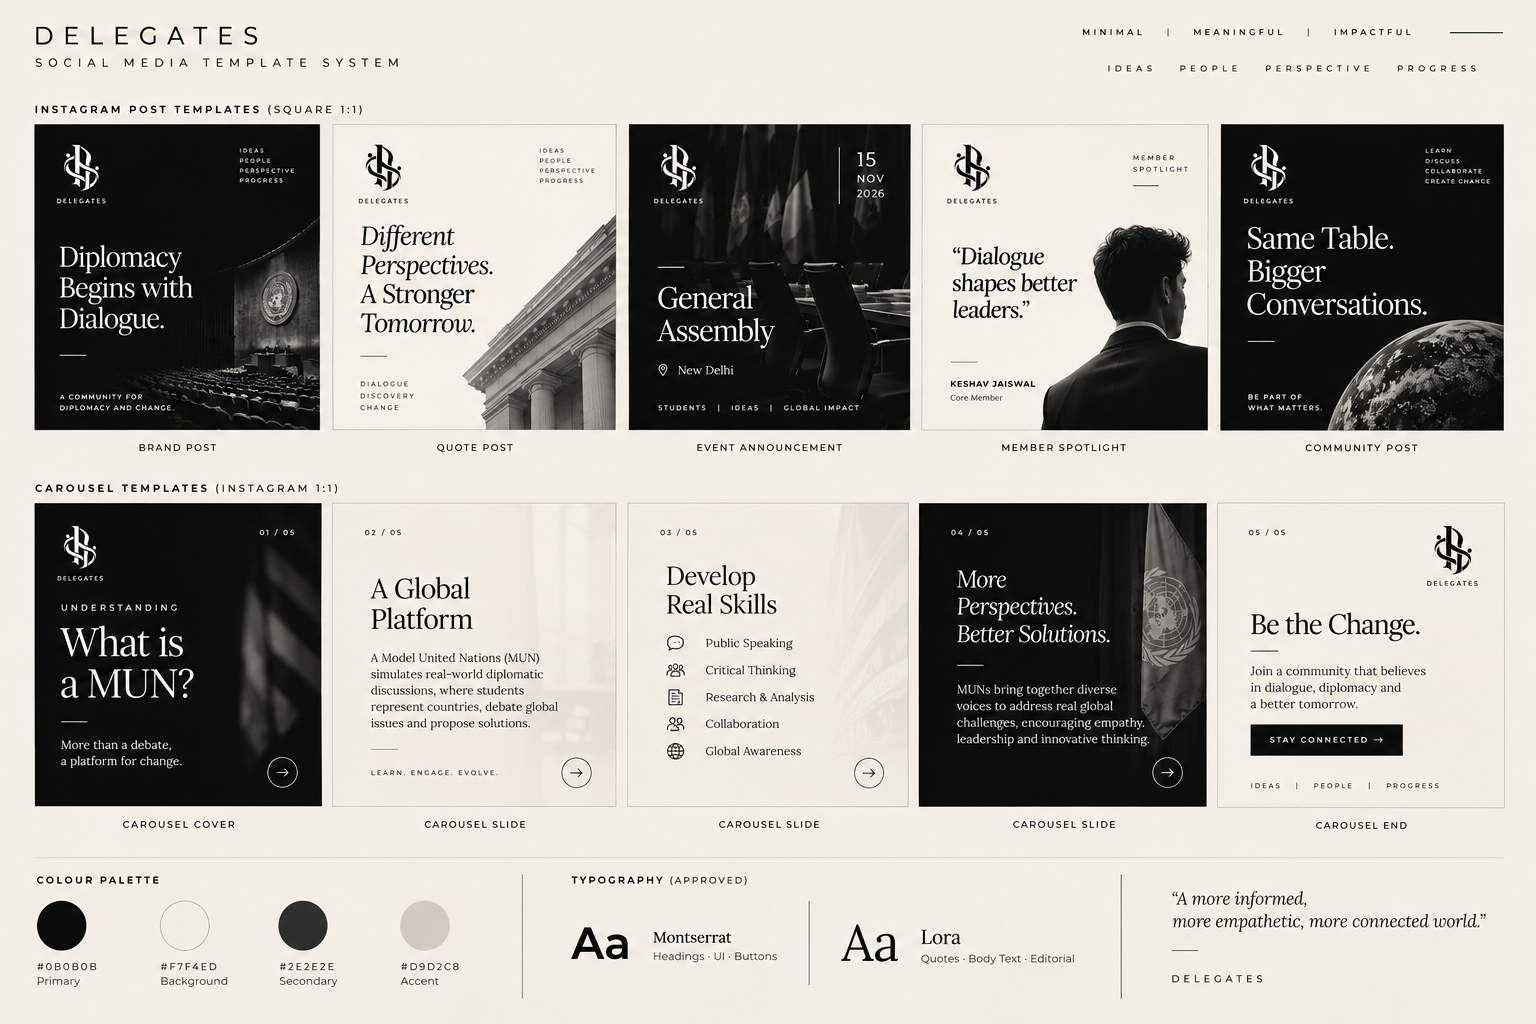 DELEGATES
SOCIAL MEDIA TEMPLATE SYSTEM
MINIMAL | MEANINGFUL | IMPACTFUL
IDEAS PEOPLE PERSPECTIVE PROGRESS
INSTAGRAM POST TEMPLATES (SQUARE 1:1)
DELEGATES
IDEAS
PEOPLE
PERSPECTIVE
PROGRESS
Diplomacy
Begins with
Dialogue.
A COMMUNITY FOR
DIPLOMACY AND CHANGE.
BRAND POST
DELEGATES
IDEAS
PEOPLE
PERSPECTIVE
PROGRESS
Different
Perspectives.
A Stronger
Tomorrow.
DIALOGUE
DISCOVERY
CHANGE
QUOTE POST
DELEGATES
15
NOV
2026
General
Assembly
New Delhi
STUDENTS | IDEAS | GLOBAL IMPACT
EVENT ANNOUNCEMENT
DELEGATES
MEMBER
SPOTLIGHT
“Dialogue
shapes better
leaders.”
KESHAV JAISWAL
Core Member
MEMBER SPOTLIGHT
DELEGATES
LEARN
DISCUSS
COLLABORATE
CREATE CHANGE
Same Table.
Bigger
Conversations.
BE PART OF
WHAT MATTERS.
COMMUNITY POST
CAROUSEL TEMPLATES (INSTAGRAM 1:1)
DELEGATES
01 / 05
UNDERSTANDING
What is
a MUN?
More than a debate,
a platform for change.
CAROUSEL COVER
02 / 05
A Global
Platform
A Model United Nations (MUN)
simulates real-world diplomatic
discussions, where students
represent countries, debate global
issues and propose solutions.
LEARN. ENGAGE. EVOLVE.
CAROUSEL SLIDE
03 / 05
Develop
Real Skills
Public Speaking
Critical Thinking
Research & Analysis
Collaboration
Global Awareness
CAROUSEL SLIDE
04 / 05
More
Perspectives.
Better Solutions.
MUNs bring together diverse
voices to address real global
challenges, encouraging empathy,
leadership and innovative thinking.
CAROUSEL SLIDE
05 / 05
DELEGATES
Be the Change.
Join a community that believes
in dialogue, diplomacy and
a better tomorrow.
STAY CONNECTED →
IDEAS | PEOPLE | PROGRESS
CAROUSEL END
COLOUR PALETTE
#0B0B0B
Primary
#F7F4ED
Background
#2E2E2E
Secondary
#D9D2C8
Accent
TYPOGRAPHY (APPROVED)
Aa
Montserrat
Headings · UI · Buttons
Aa
Lora
Quotes · Body Text · Editorial
“A more informed,
more empathetic, more connected world.”
DELEGATES